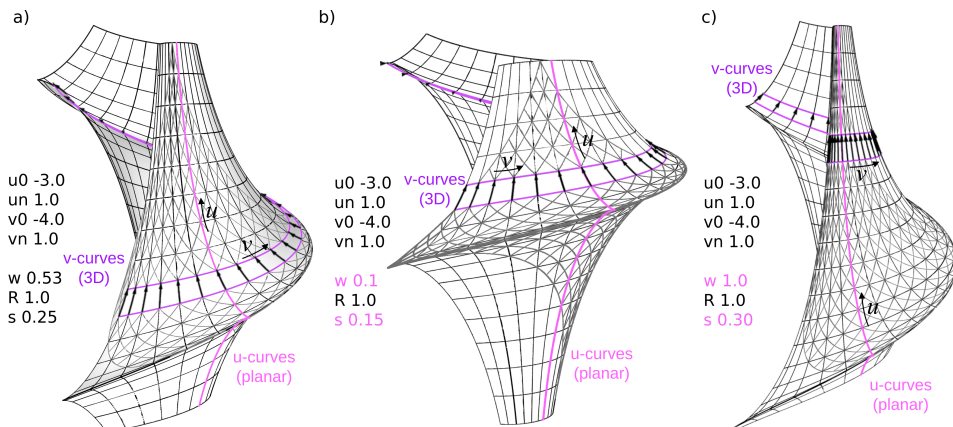 a)
u
v
u0 -3.0
un 1.0
v0 -4.0
vn 1.0
v-curves
(3D)
w 0.53
R 1.0
s 0.25
u-curves
(planar)
b)
u
v
u0 -3.0
un 1.0
v0 -4.0
vn 1.0
v-curves
(3D)
w 0.1
R 1.0
s 0.15
u-curves
(planar)
c)
v-curves
(3D)
v
u0 -3.0
un 1.0
v0 -4.0
vn 1.0
w 1.0
R 1.0
s 0.30
u
u-curves
(planar)